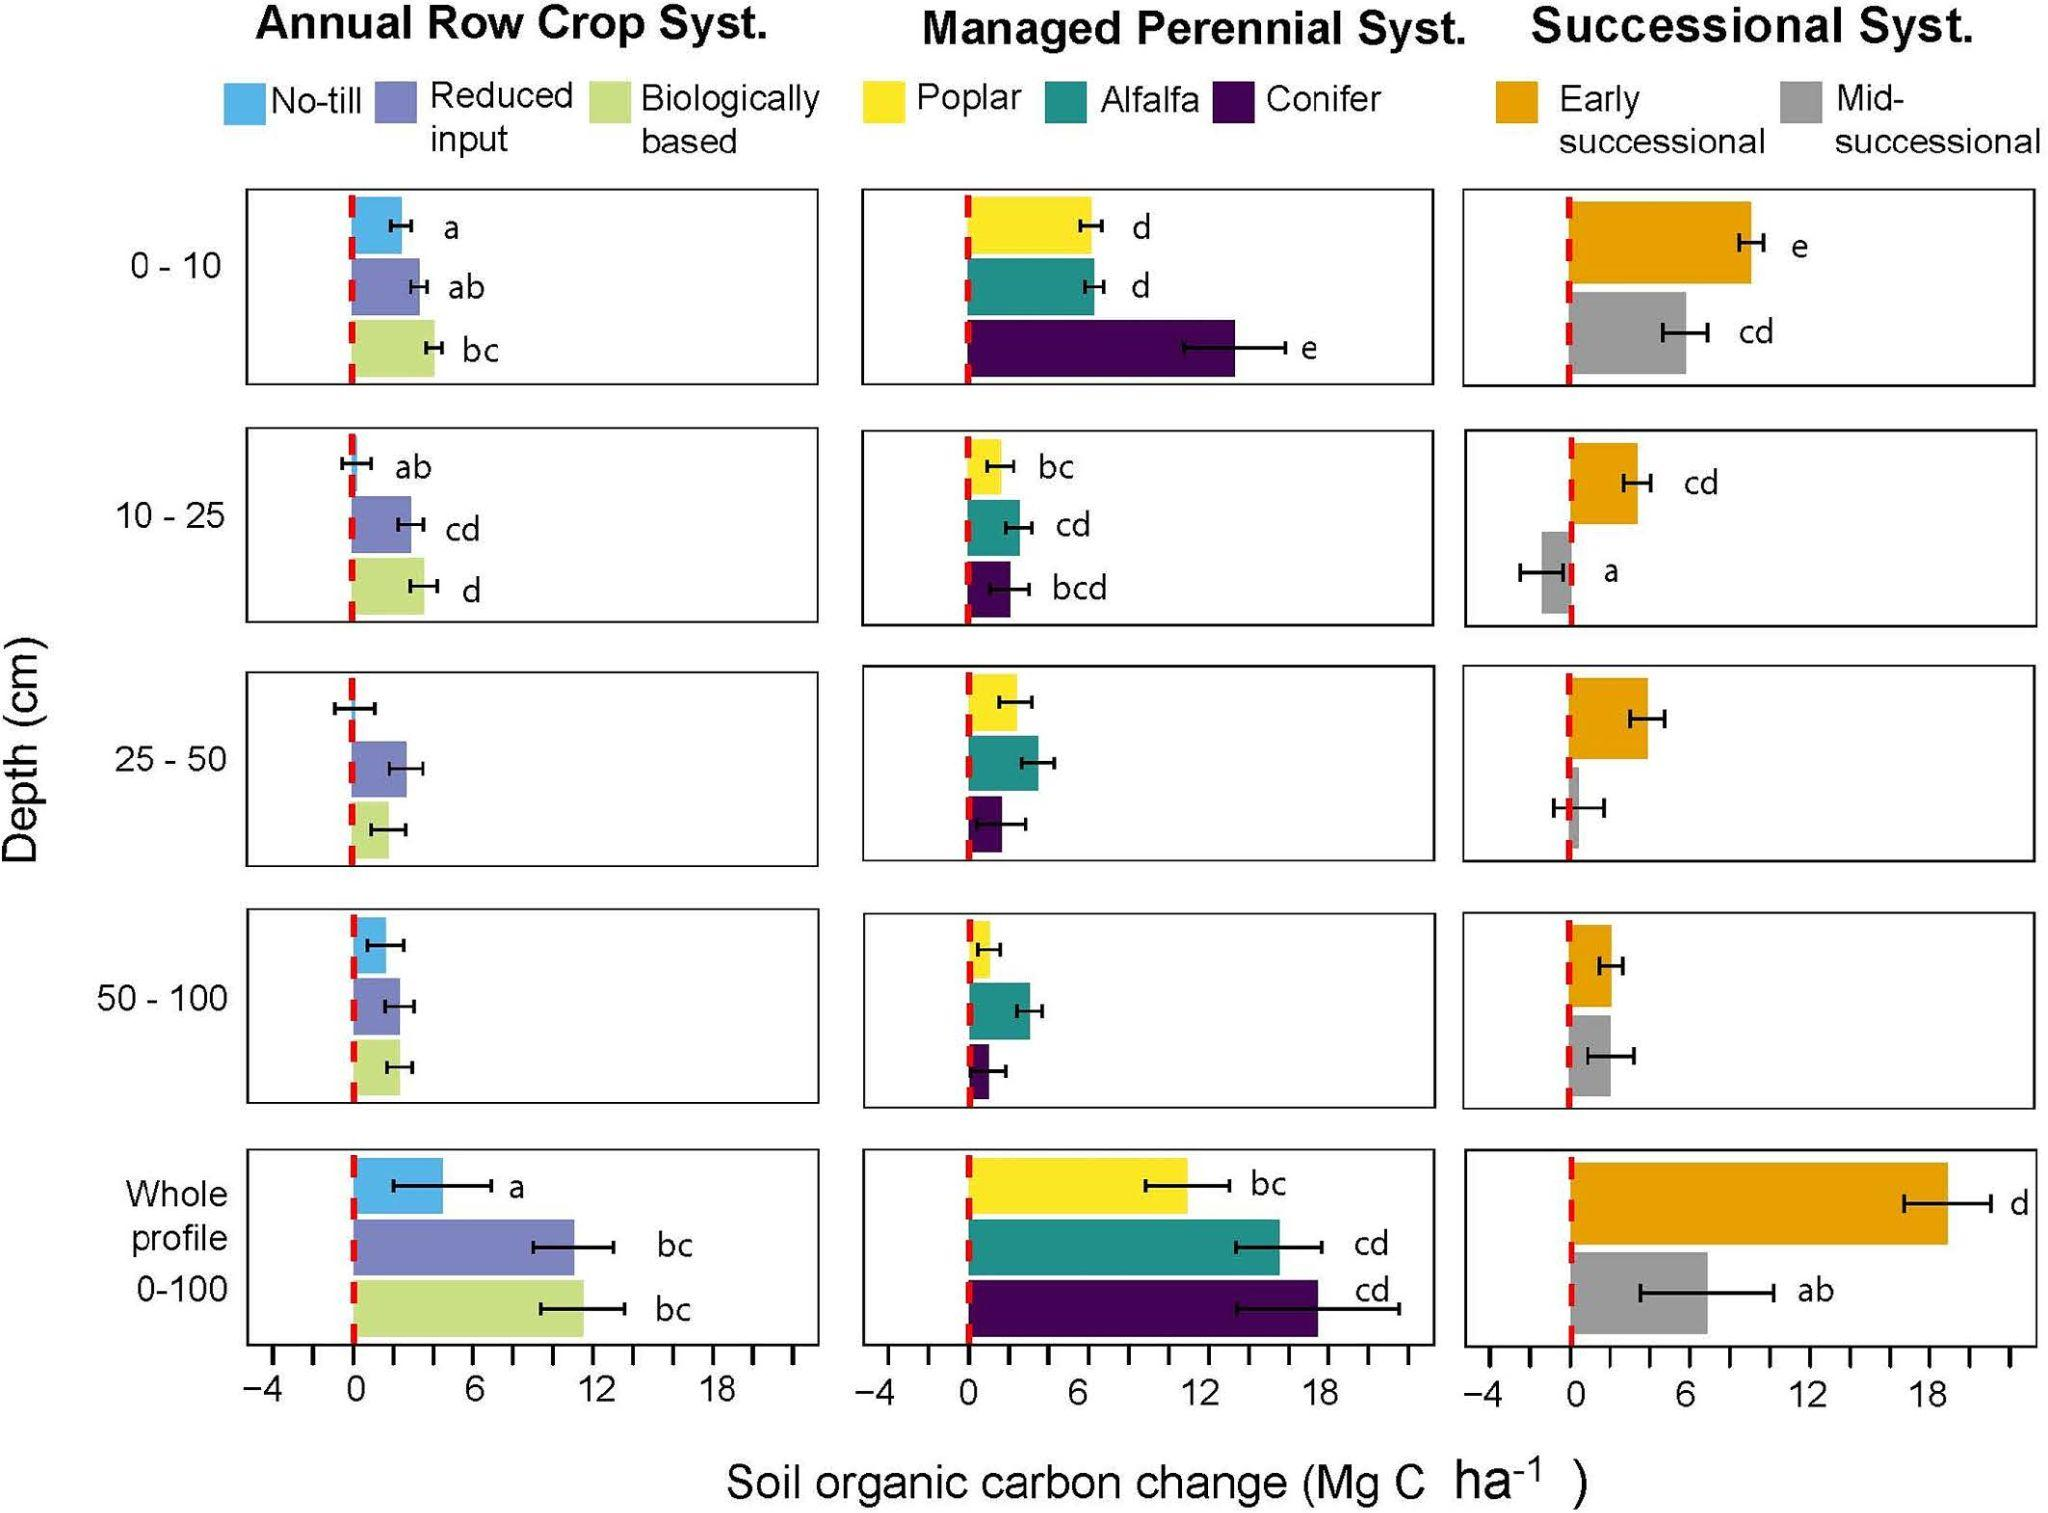 Annual Row Crop Syst. Managed Perennial Syst. Successional Syst.
No-till Reduced input Biologically based Poplar Alfalfa Conifer Early successional Mid-successional
0 - 10
a
ab
bc
d
d
e
e
cd
10 - 25
ab
cd
d
bc
cd
bcd
cd
a
25 - 50
50 - 100
Whole
profile
0-100
a
bc
bc
bc
cd
cd
d
ab
−4 0 6 12 18
−4 0 6 12 18
−4 0 6 12 18
Depth (cm)
Soil organic carbon change (Mg C ha-1 )